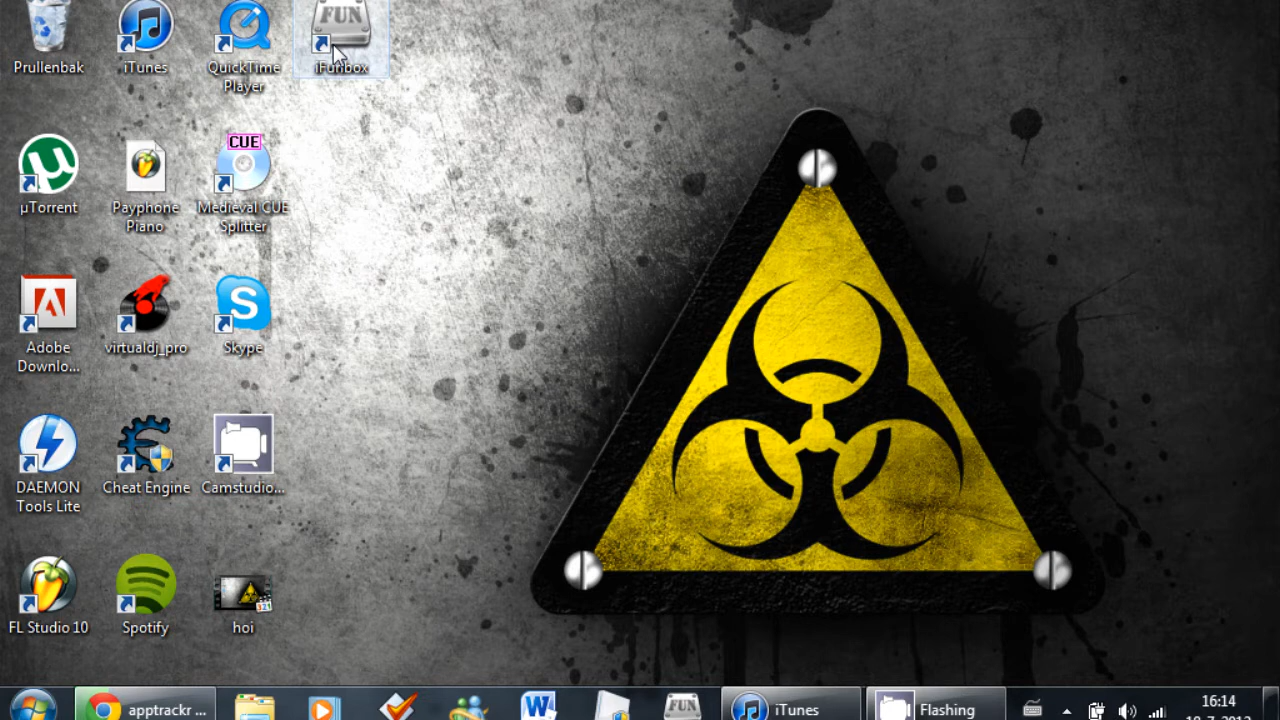 FUN
Prullenbak
iTunes
QuickTime
Player
iFunbox
CUE
µTorrent
Payphone
Piano
Medieval CUE
Splitter
Adobe
Downlo...
virtualdj_pro
S
Skype
DAEMON
Tools Lite
Cheat Engine
Camstudio...
FL Studio 10
Spotify
321
hoi
apptrackr ...
W
FUN
iTunes
Flashing
16:14